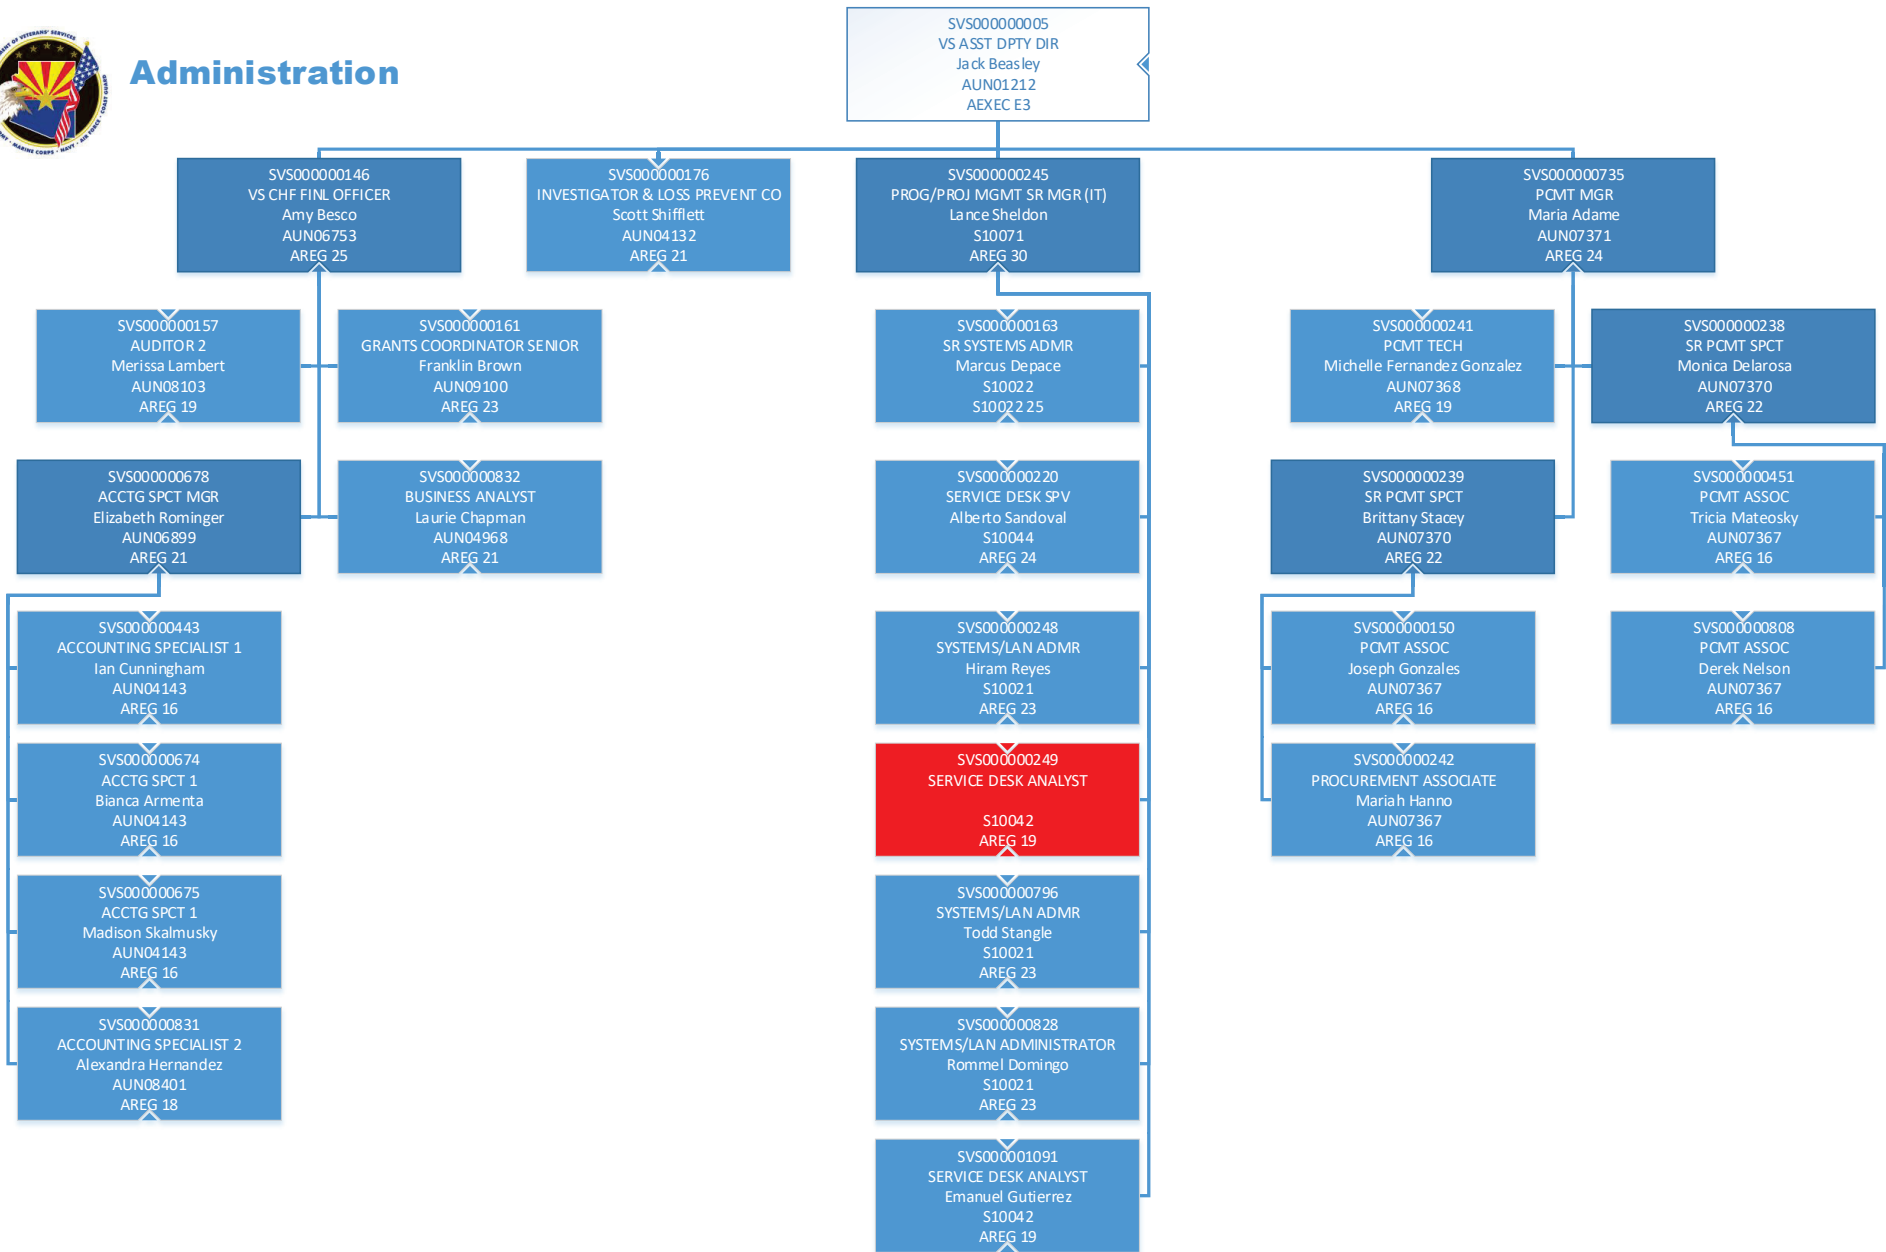 Administration
SVS000000005
VS ASST DPTY DIR
Jack Beasley
AUN01212
AEXEC E3
SVS000000146
VS CHF FINL OFFICER
Amy Besco
AUN06753
AREG 25
SVS000000176
INVESTIGATOR & LOSS PREVENT CO
Scott Shifflett
AUN04132
AREG 21
SVS000000245
PROG/PROJ MGMT SR MGR (IT)
Lance Sheldon
S10071
AREG 30
SVS000000735
PCMT MGR
Maria Adame
AUN07371
AREG 24
SVS000000157
AUDITOR 2
Merissa Lambert
AUN08103
AREG 19
SVS000000161
GRANTS COORDINATOR SENIOR
Franklin Brown
AUN09100
AREG 23
SVS000000163
SR SYSTEMS ADMR
Marcus Depace
S10022
S10022 25
SVS000000241
PCMT TECH
Michelle Fernandez Gonzalez
AUN07368
AREG 19
SVS000000238
SR PCMT SPCT
Monica Delarosa
AUN07370
AREG 22
SVS000000678
ACCTG SPCT MGR
Elizabeth Rominger
AUN06899
AREG 21
SVS000000832
BUSINESS ANALYST
Laurie Chapman
AUN04968
AREG 21
SVS000000220
SERVICE DESK SPV
Alberto Sandoval
S10044
AREG 24
SVS000000239
SR PCMT SPCT
Brittany Stacey
AUN07370
AREG 22
SVS000000451
PCMT ASSOC
Tricia Mateosky
AUN07367
AREG 16
SVS000000443
ACCOUNTING SPECIALIST 1
Ian Cunningham
AUN04143
AREG 16
SVS000000248
SYSTEMS/LAN ADMR
Hiram Reyes
S10021
AREG 23
SVS000000150
PCMT ASSOC
Joseph Gonzales
AUN07367
AREG 16
SVS000000808
PCMT ASSOC
Derek Nelson
AUN07367
AREG 16
SVS000000674
ACCTG SPCT 1
Bianca Armenta
AUN04143
AREG 16
SVS000000249
SERVICE DESK ANALYST
S10042
AREG 19
SVS000000242
PROCUREMENT ASSOCIATE
Mariah Hanno
AUN07367
AREG 16
SVS000000675
ACCTG SPCT 1
Madison Skalmusky
AUN04143
AREG 16
SVS000000796
SYSTEMS/LAN ADMR
Todd Stangle
S10021
AREG 23
SVS000000831
ACCOUNTING SPECIALIST 2
Alexandra Hernandez
AUN08401
AREG 18
SVS000000828
SYSTEMS/LAN ADMINISTRATOR
Rommel Domingo
S10021
AREG 23
SVS000001091
SERVICE DESK ANALYST
Emanuel Gutierrez
S10042
AREG 19